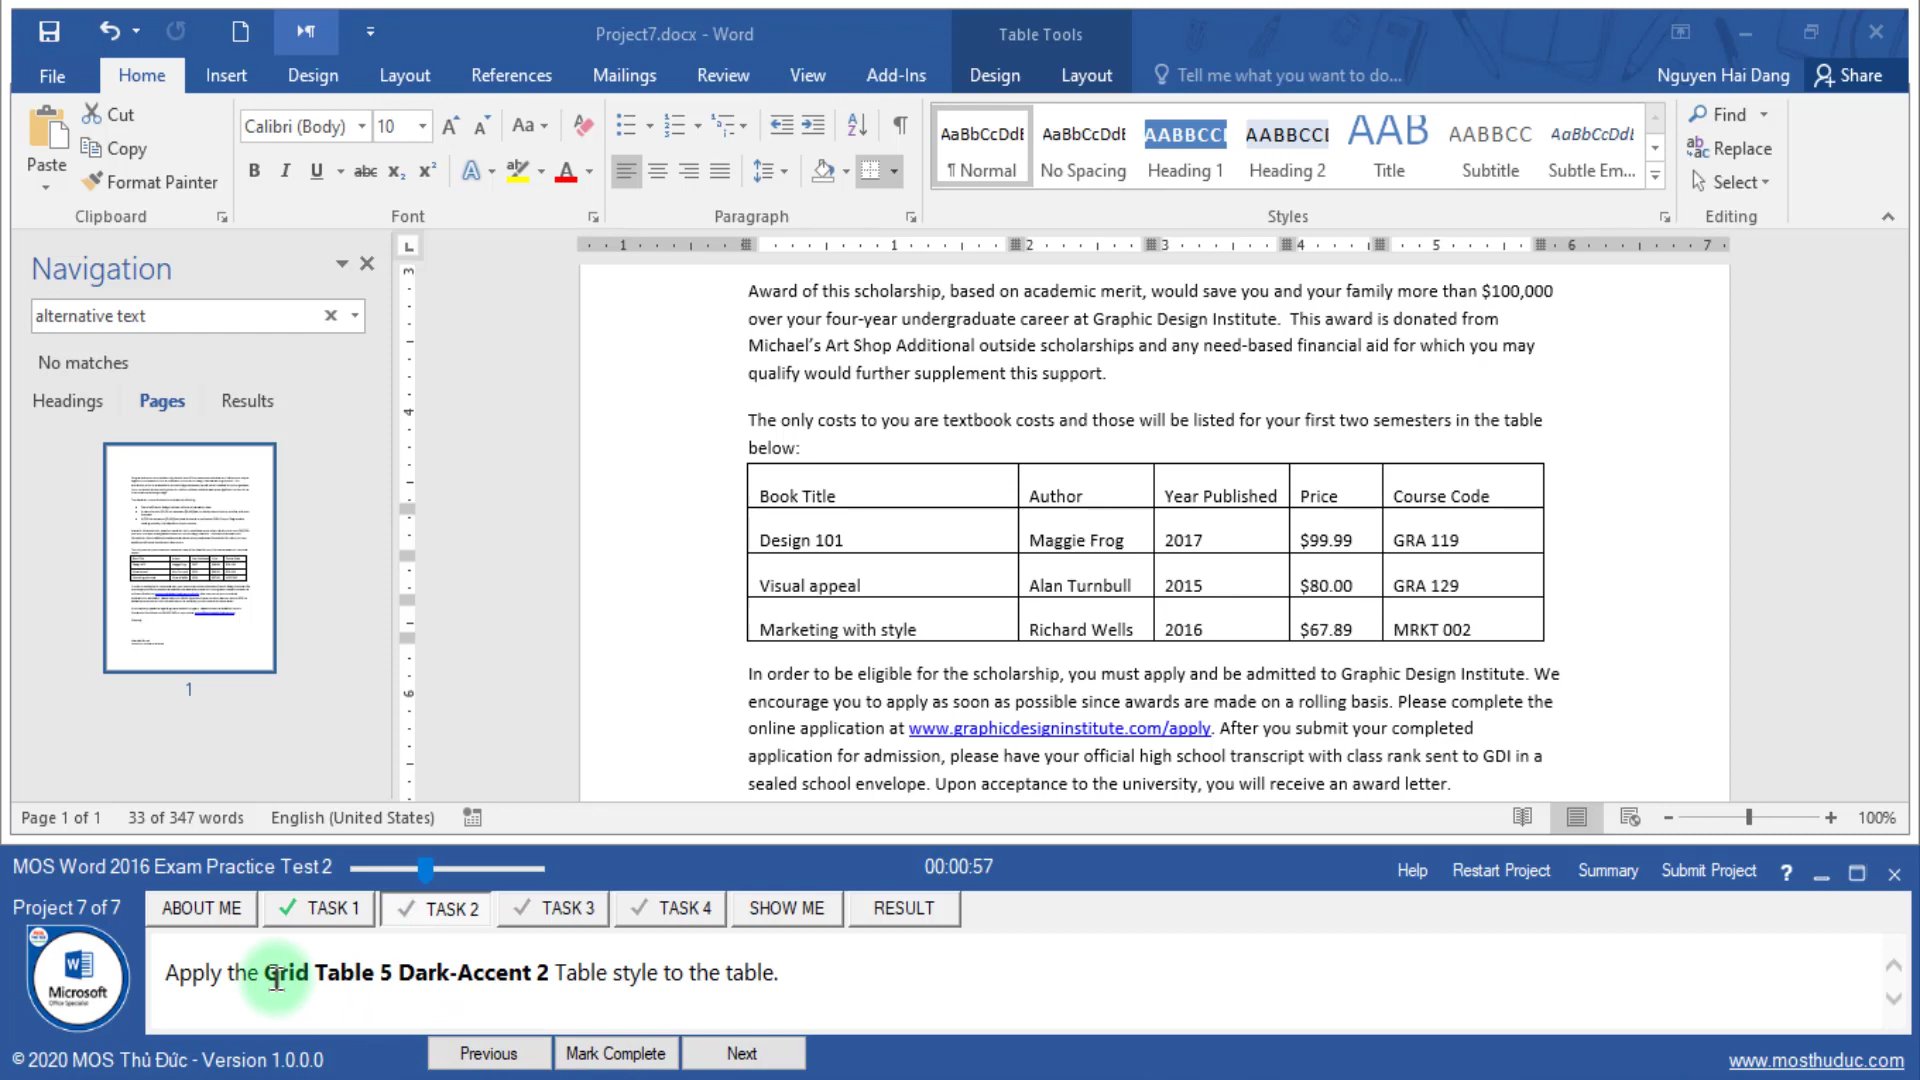 Project7.docx - Word
Table Tools
File
Home
Insert
Design
Layout
References
Mailings
Review
View
Add-Ins
Design
Layout
Tell me what you want to do...
Nguyen Hai Dang
Share
Paste
Cut
Copy
Format Painter
Clipboard
Calibri (Body)
10
Font
Paragraph
AaBbCcDdE
¶ Normal
AaBbCcDdE
No Spacing
AABBCCI
Heading 1
AABBCCI
Heading 2
AAB
Title
AABBCC
Subtitle
AaBbCcDdE
Subtle Em...
Styles
Find
Replace
Select
Editing
Navigation
alternative text
No matches
Headings
Pages
Results
1
1 1 2 3 4 5 6 7
Award of this scholarship, based on academic merit, would save you and your family more than $100,000
over your four-year undergraduate career at Graphic Design Institute. This award is donated from
Michael's Art Shop Additional outside scholarships and any need-based financial aid for which you may
qualify would further supplement this support.
The only costs to you are textbook costs and those will be listed for your first two semesters in the table
below:
Book Title Author Year Published Price Course Code
Design 101 Maggie Frog 2017 $99.99 GRA 119
Visual appeal Alan Turnbull 2015 $80.00 GRA 129
Marketing with style Richard Wells 2016 $67.89 MRKT 002
In order to be eligible for the scholarship, you must apply and be admitted to Graphic Design Institute. We
encourage you to apply as soon as possible since awards are made on a rolling basis. Please complete the
online application at www.graphicdesigninstitute.com/apply. After you submit your completed
application for admission, please have your official high school transcript with class rank sent to GDI in a
sealed school envelope. Upon acceptance to the university, you will receive an award letter.
Page 1 of 1
33 of 347 words
English (United States)
100%
MOS Word 2016 Exam Practice Test 2
00:00:57
Help
Restart Project
Summary
Submit Project
?
Project 7 of 7
ABOUT ME
TASK 1
TASK 2
TASK 3
TASK 4
SHOW ME
RESULT
Apply the Grid Table 5 Dark-Accent 2 Table style to the table.
Microsoft
Office Specialist
Previous
Mark Complete
Next
© 2020 MOS Thủ Đức - Version 1.0.0.0
www.mosthuduc.com